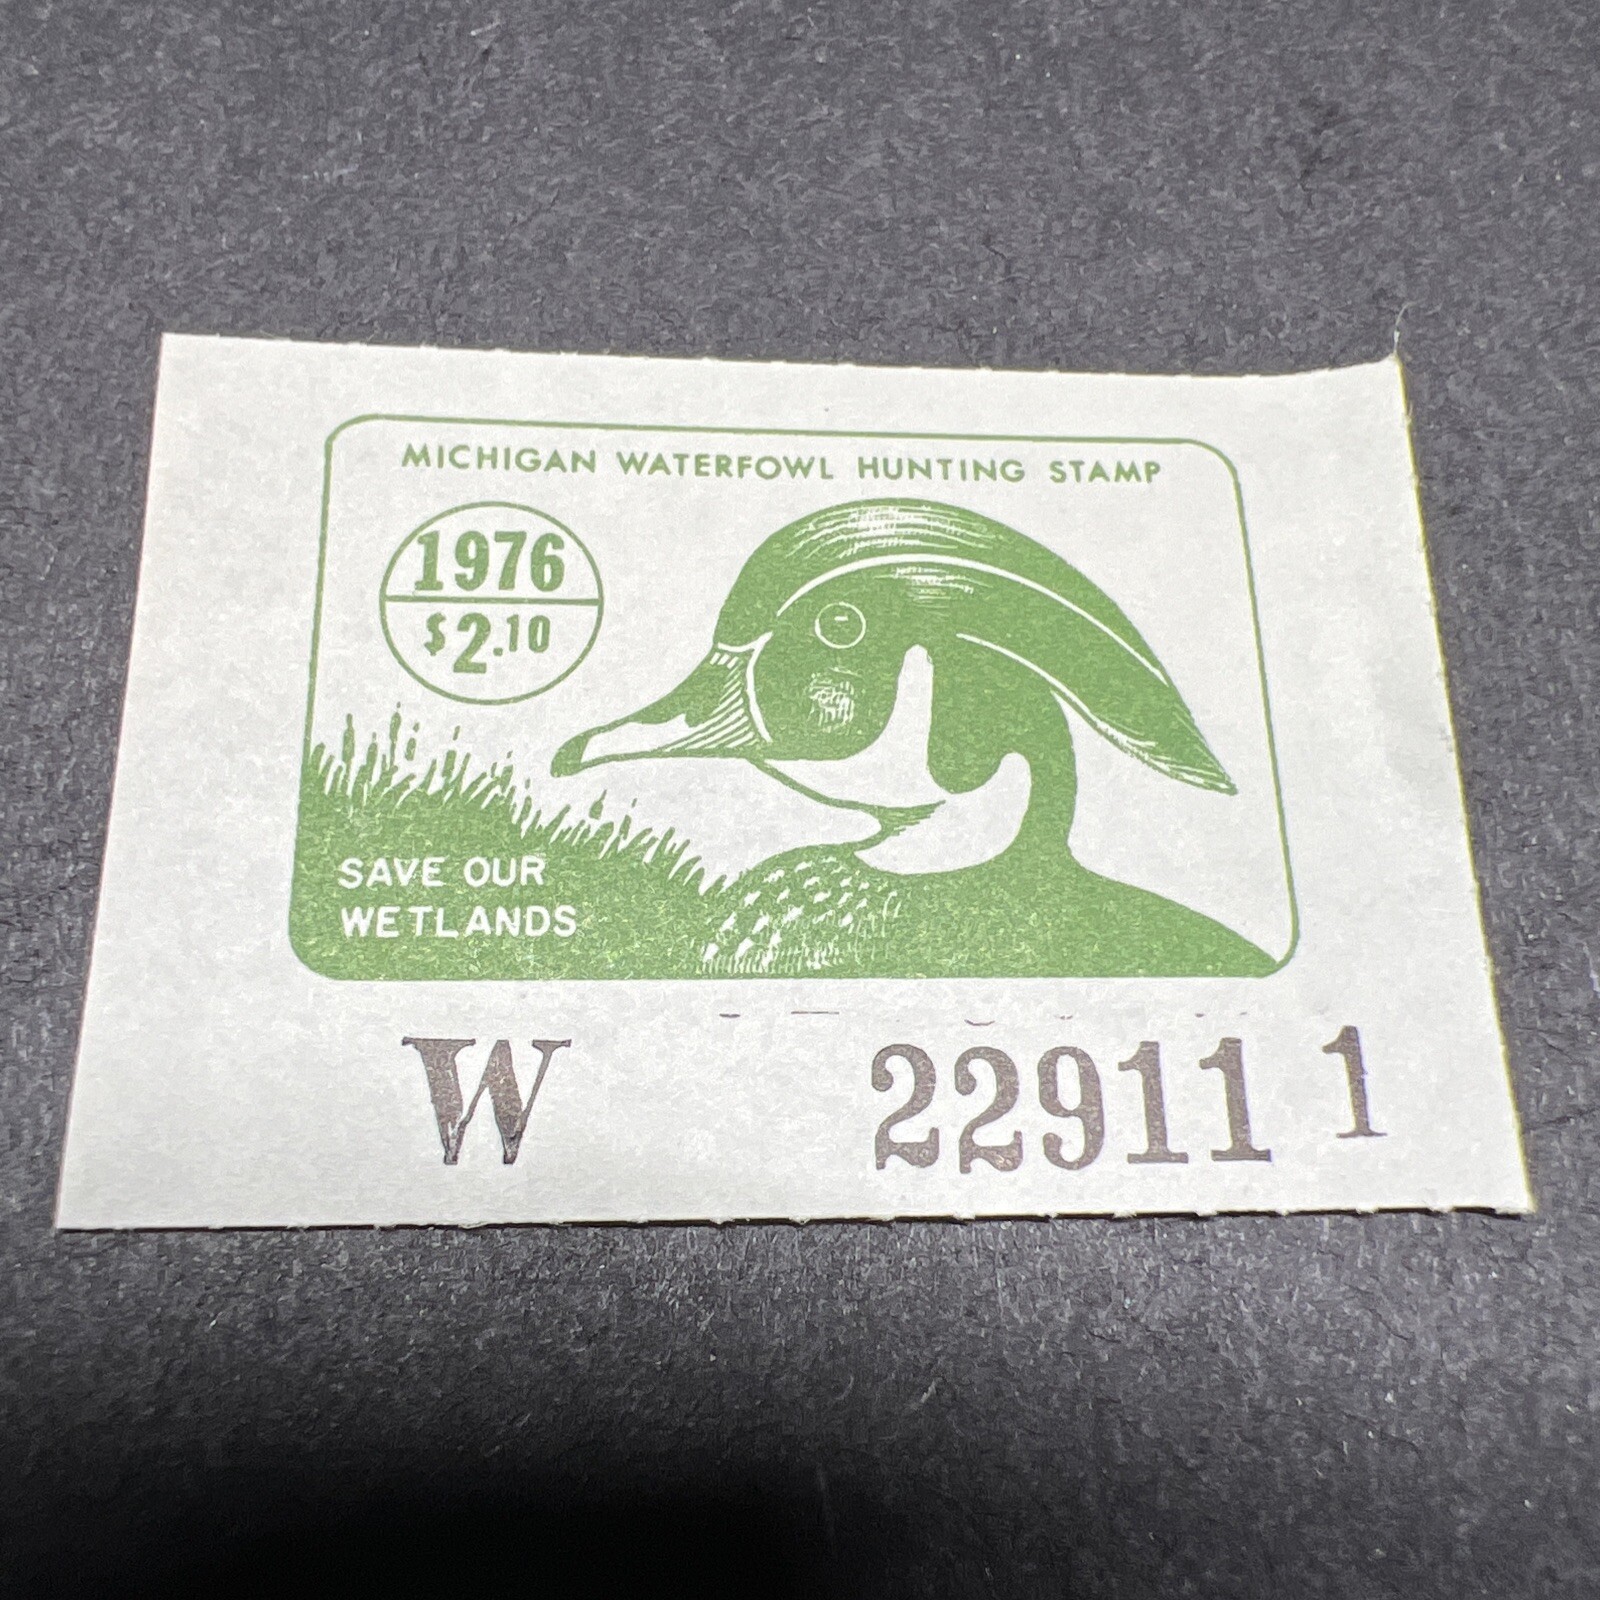 MICHIGAN WATERFOWL HUNTING STAMP
1976
$2.10
SAVE OUR
WETLANDS
W 22911 1